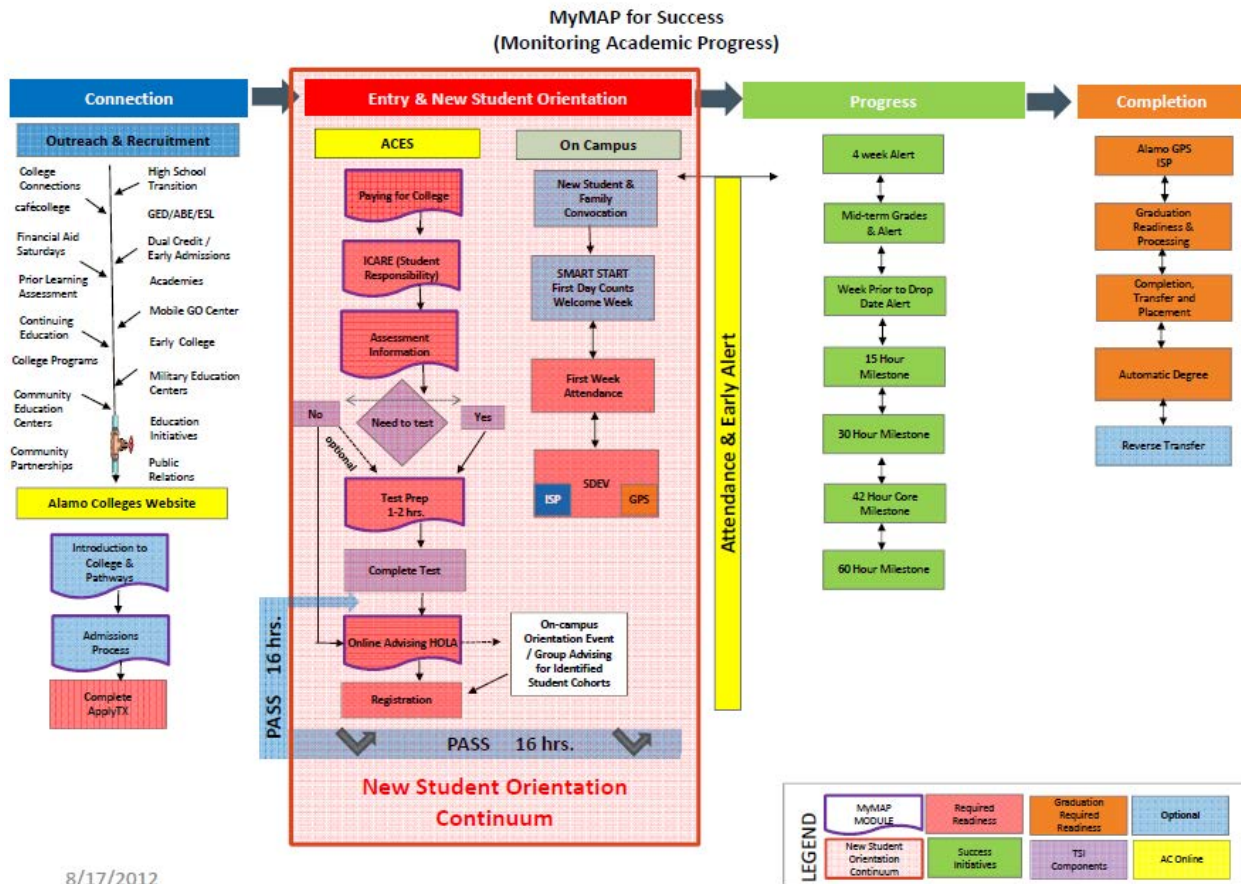 MyMAP for Success
(Monitoring Academic Progress)
Connection
Entry & New Student Orientation
Progress
Completion
Outreach & Recruitment
College
Connections
cafécollege
Financial Aid
Saturdays
Prior Learning
Assessment
Continuing
Education
College Programs
Community
Education
Centers
Community
Partnerships
High School
Transition
GED/ABE/ESL
Dual Credit /
Early Admissions
Academies
Mobile GO Center
Early College
Military Education
Centers
Education
Initiatives
Public
Relations
Alamo Colleges Website
Introduction to
College &
Pathways
Admissions
Process
Complete
ApplyTX
ACES
Paying for College
ICARE (Student
Responsibility)
Assessment
Information
No
Need to test
Yes
optional
Test Prep
1-2 hrs.
Complete Test
Online Advising HOLA
Registration
On Campus
New Student &
Family
Convocation
SMART START
First Day Counts
Welcome Week
First Week
Attendance
SDEV
ISP
GPS
On-campus
Orientation Event
/ Group Advising
for Identified
Student Cohorts
PASS 16 hrs.
PASS 16 hrs.
New Student Orientation
Continuum
Attendance & Early Alert
4 week Alert
Mid-term Grades
& Alert
Week Prior to Drop
Date Alert
15 Hour
Milestone
30 Hour Milestone
42 Hour Core
Milestone
60 Hour Milestone
Alamo GPS
ISP
Graduation
Readiness &
Processing
Completion,
Transfer and
Placement
Automatic Degree
Reverse Transfer
LEGEND
MyMAP
MODULE
Required
Readiness
Graduation
Required
Readiness
Optional
New Student
Orientation
Continuum
Success
Initiatives
TSI
Components
AC Online
8/17/2012